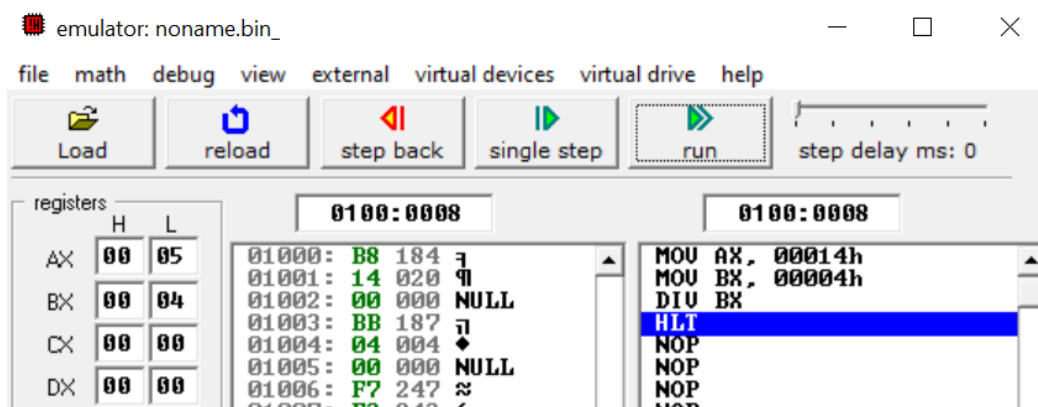 emulator: noname.bin_
file math debug view external virtual devices virtual drive help
Load reload step back single step run step delay ms: 0
registers
H L
0100:0008 0100:0008
AX 00 05
BX 00 04
CX 00 00
DX 00 00
01000: B8 184 ╕
01001: 14 020 ¶
01002: 00 000 NULL
01003: BB 187 ╗
01004: 04 004 ♦
01005: 00 000 NULL
01006: F7 247 ≈
MOV AX, 00014h
MOV BX, 00004h
DIV BX
HLT
NOP
NOP
NOP